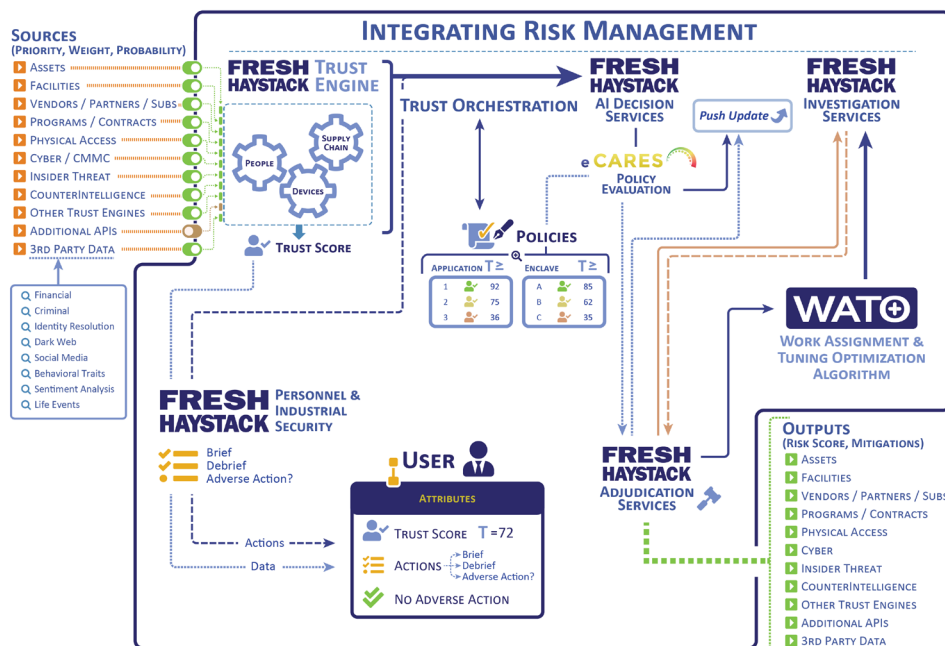 INTEGRATING RISK MANAGEMENT
SOURCES
(PRIORITY, WEIGHT, PROBABILITY)
ASSETS
FACILITIES
VENDORS / PARTNERS / SUBS
PROGRAMS / CONTRACTS
PHYSICAL ACCESS
CYBER / CMMC
INSIDER THREAT
COUNTERINTELLIGENCE
OTHER TRUST ENGINES
ADDITIONAL APIS
3RD PARTY DATA
Financial
Criminal
Identity Resolution
Dark Web
Social Media
Behavioral Traits
Sentiment Analysis
Life Events
FRESH
HAYSTACK
TRUST
ENGINE
PEOPLE
SUPPLY
CHAIN
DEVICES
TRUST SCORE
TRUST ORCHESTRATION
POLICIES
APPLICATION T ≥
1 92
2 75
3 36
ENCLAVE T ≥
A 85
B 62
C 35
FRESH
HAYSTACK
AI DECISION
SERVICES
e CARES
POLICY
EVALUATION
Push Update
FRESH
HAYSTACK
INVESTIGATION
SERVICES
WATO
WORK ASSIGNMENT &
TUNING OPTIMIZATION
ALGORITHM
FRESH
HAYSTACK
PERSONNEL &
INDUSTRIAL
SECURITY
Brief
Debrief
Adverse Action?
Actions
Data
USER
ATTRIBUTES
TRUST SCORE T =72
ACTIONS
Brief
Debrief
Adverse Action?
NO ADVERSE ACTION
FRESH
HAYSTACK
ADJUDICATION
SERVICES
OUTPUTS
(RISK SCORE, MITIGATIONS)
ASSETS
FACILITIES
VENDORS / PARTNERS / SUBS
PROGRAMS / CONTRACTS
PHYSICAL ACCESS
CYBER
INSIDER THREAT
COUNTERINTELLIGENCE
OTHER TRUST ENGINES
ADDITIONAL APIS
3RD PARTY DATA